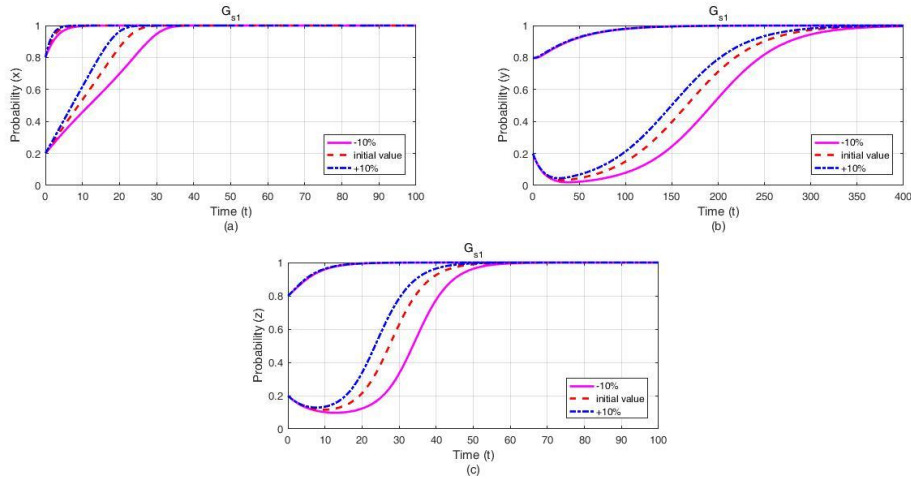 G_s1
Probability (x)
1
0.8
0.6
0.4
0.2
0
0 10 20 30 40 50 60 70 80 90 100
-10%
initial value
+10%
Time (t)
(a)
G_s1
Probability (y)
1
0.8
0.6
0.4
0.2
0
0 50 100 150 200 250 300 350 400
-10%
initial value
+10%
Time (t)
(b)
G_s1
Probability (z)
1
0.8
0.6
0.4
0.2
0
0 10 20 30 40 50 60 70 80 90 100
-10%
initial value
+10%
Time (t)
(c)